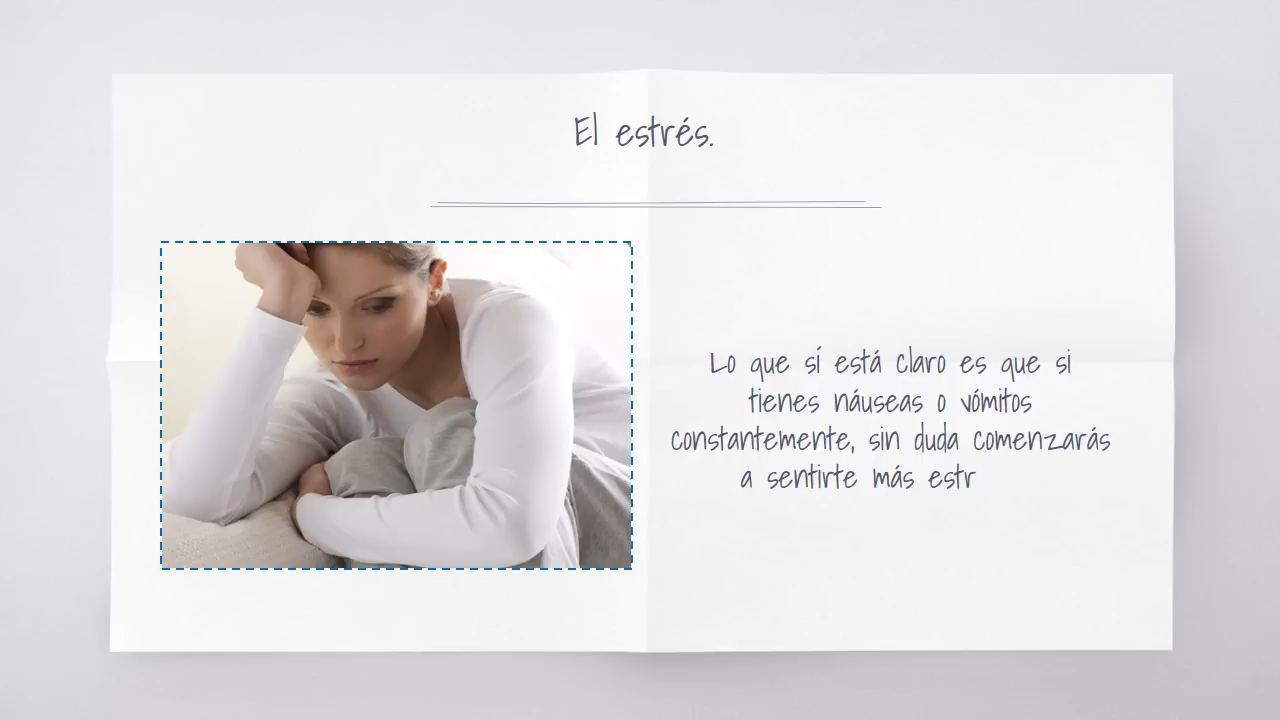 El estrés.
Lo que sí está claro es que si
tienes náuseas o vómitos
constantemente, sin duda comenzarás
a sentirte más estr